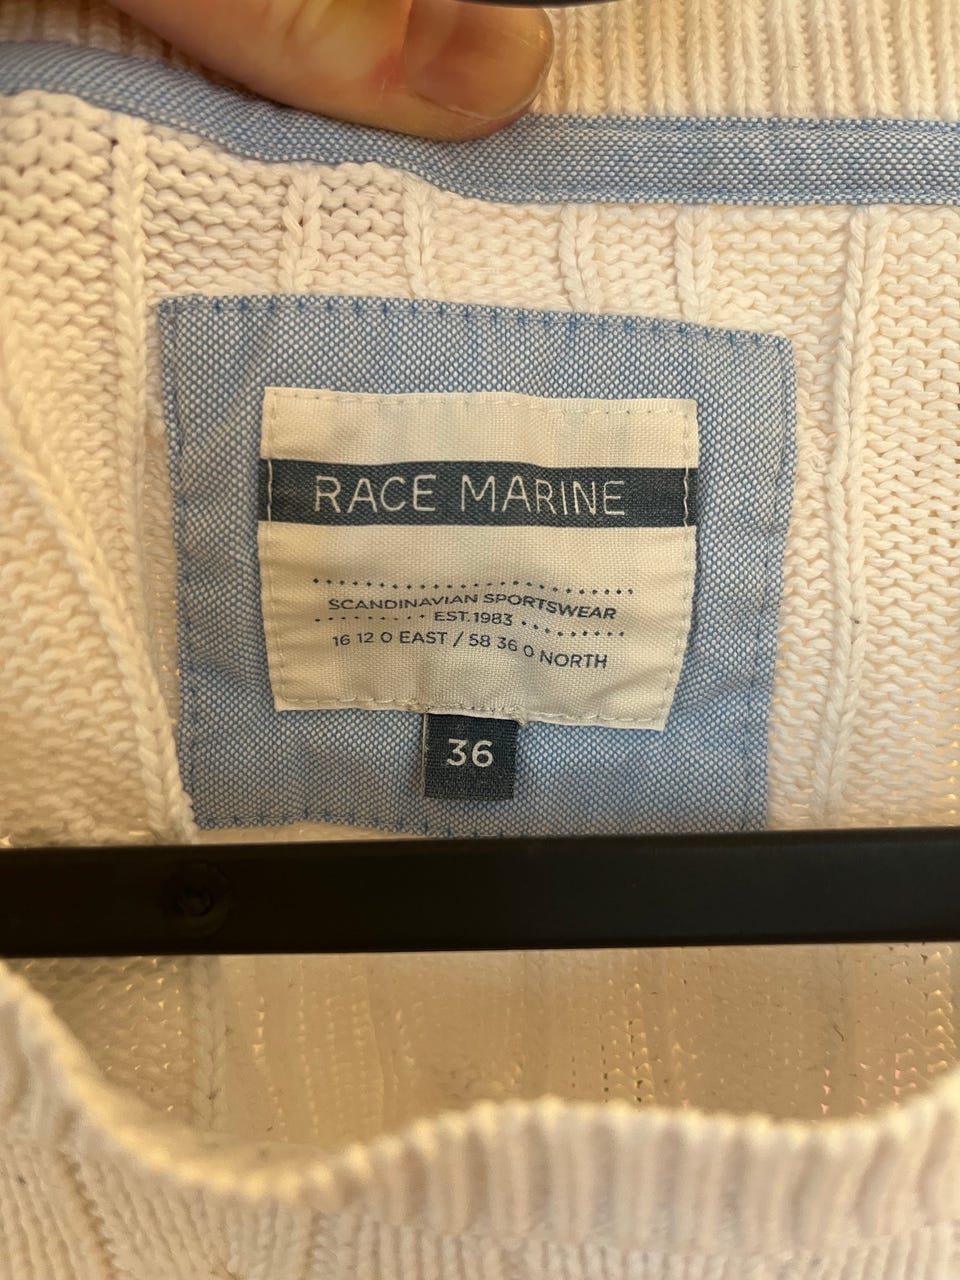 RACE MARINE
SCANDINAVIAN SPORTSWEAR
EST.1983
16 12 0 EAST / 58 36 0 NORTH
36